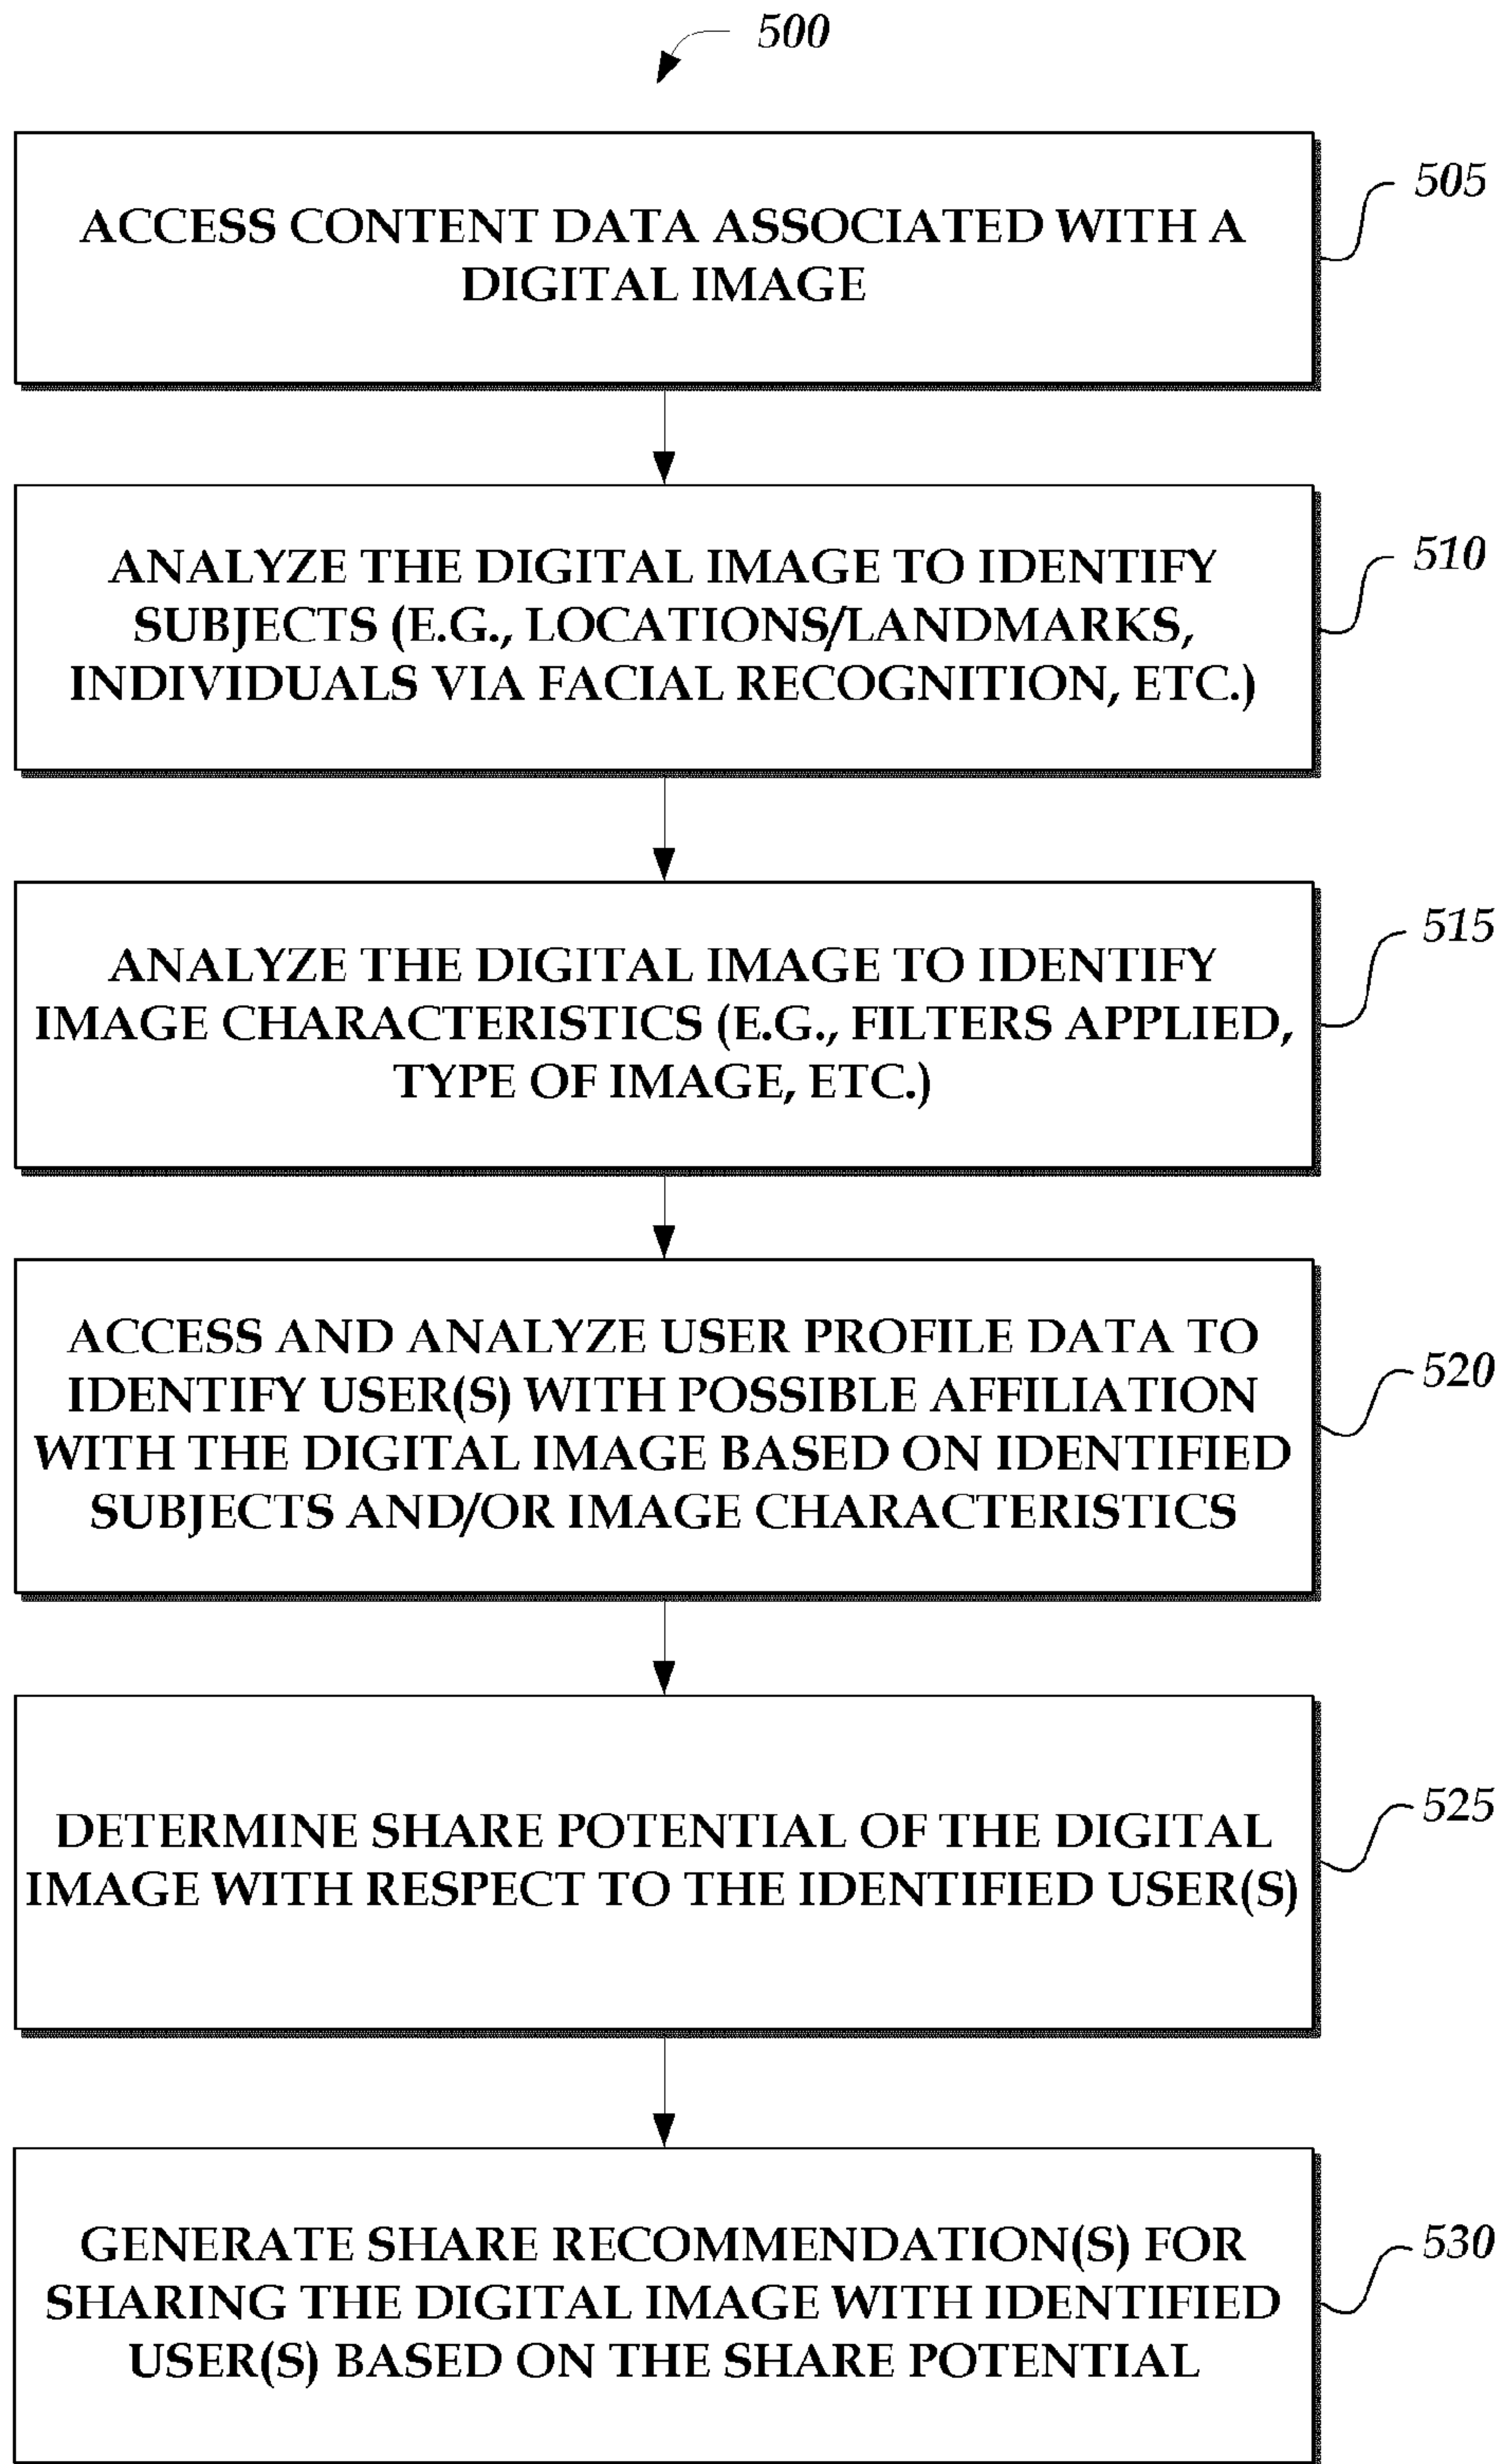 500
ACCESS CONTENT DATA ASSOCIATED WITH A
DIGITAL IMAGE
505
ANALYZE THE DIGITAL IMAGE TO IDENTIFY
SUBJECTS (E.G., LOCATIONS/LANDMARKS,
INDIVIDUALS VIA FACIAL RECOGNITION, ETC.)
510
ANALYZE THE DIGITAL IMAGE TO IDENTIFY
IMAGE CHARACTERISTICS (E.G., FILTERS APPLIED,
TYPE OF IMAGE, ETC.)
515
ACCESS AND ANALYZE USER PROFILE DATA TO
IDENTIFY USER(S) WITH POSSIBLE AFFILIATION
WITH THE DIGITAL IMAGE BASED ON IDENTIFIED
SUBJECTS AND/OR IMAGE CHARACTERISTICS
520
DETERMINE SHARE POTENTIAL OF THE DIGITAL
IMAGE WITH RESPECT TO THE IDENTIFIED USER(S)
525
GENERATE SHARE RECOMMENDATION(S) FOR
SHARING THE DIGITAL IMAGE WITH IDENTIFIED
USER(S) BASED ON THE SHARE POTENTIAL
530